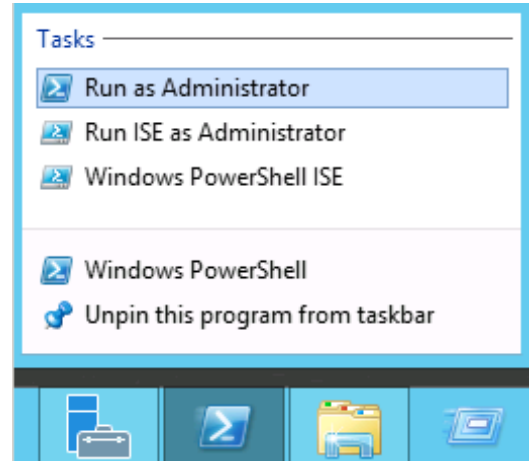 Tasks
Run as Administrator
Run ISE as Administrator
Windows PowerShell ISE
Windows PowerShell
Unpin this program from taskbar